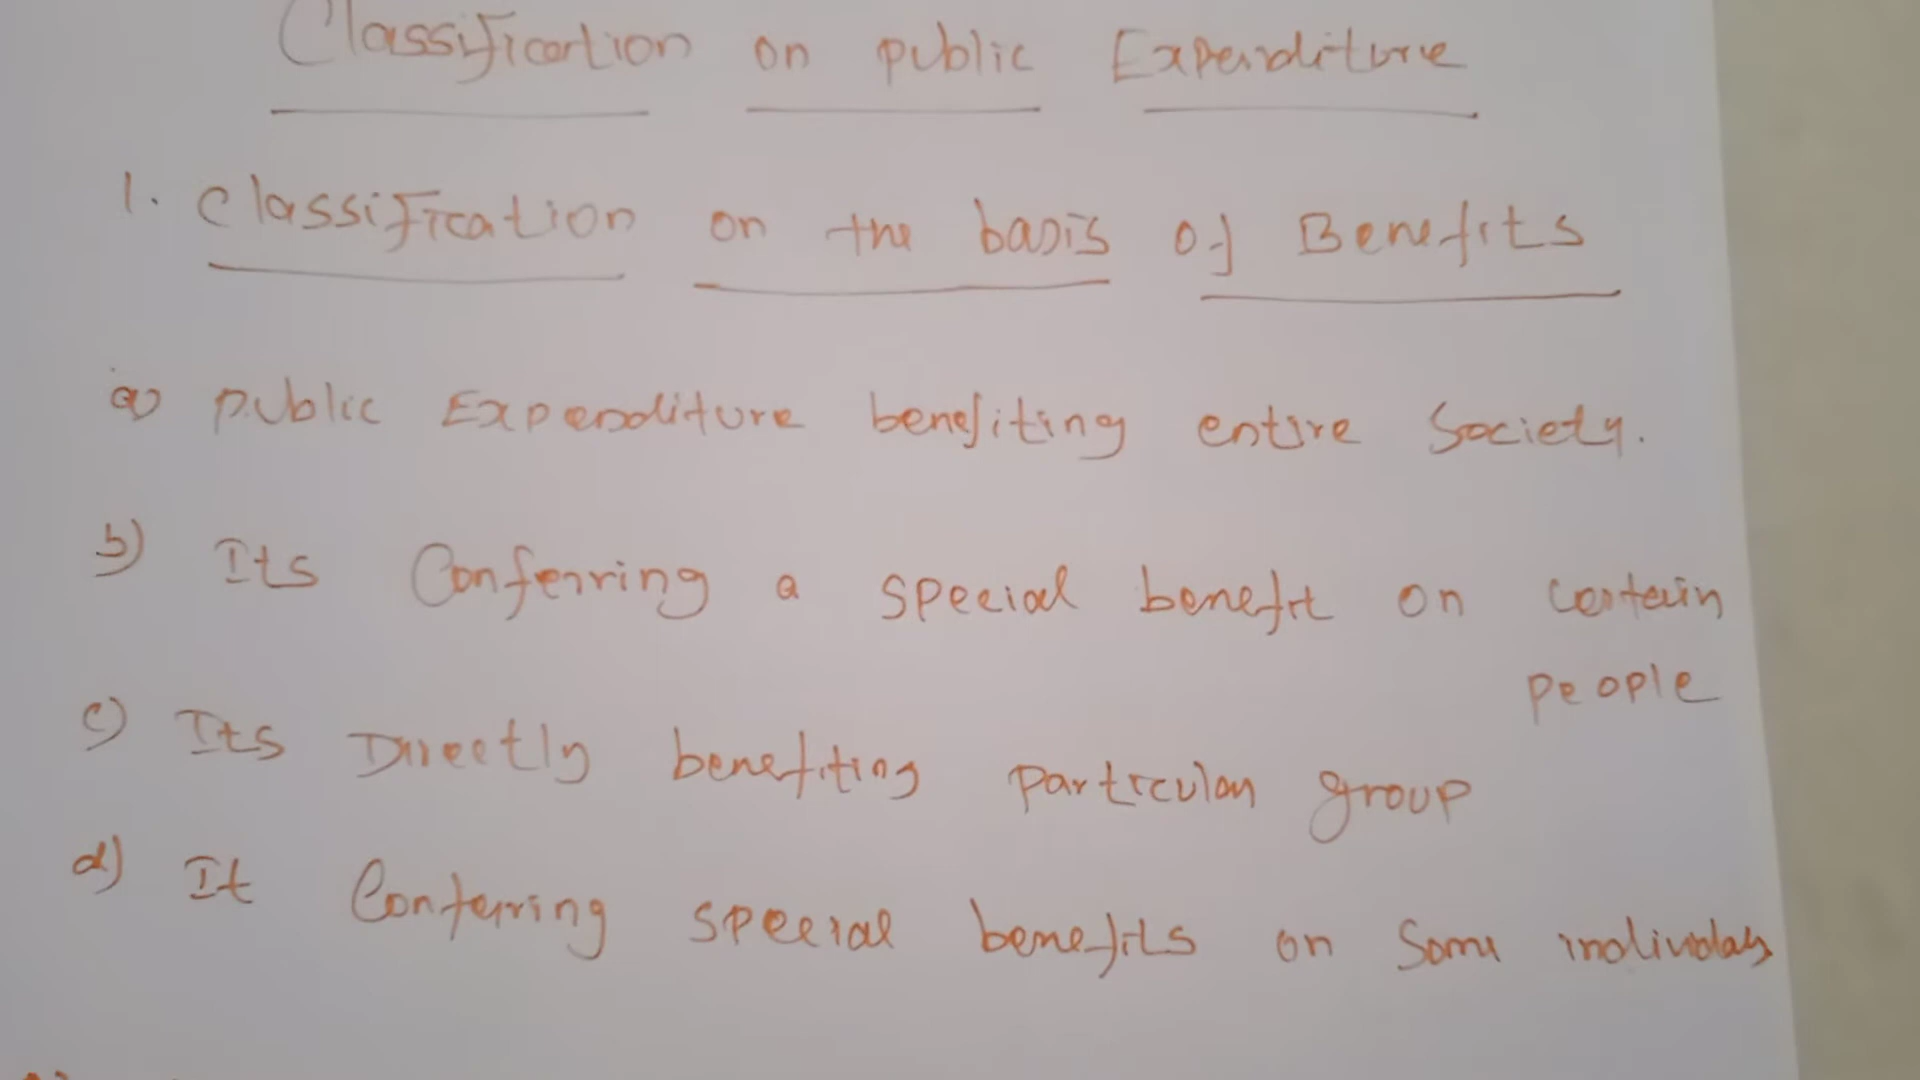 Classification on public Expenditure
1. Classification on the basis of Benefits
a) Public Expenditure benefiting entire Society.
b) Its Conferring a special benefit on certain
people
c) Its Directly benefiting Particular group
d) It Conferring special benefits on Some